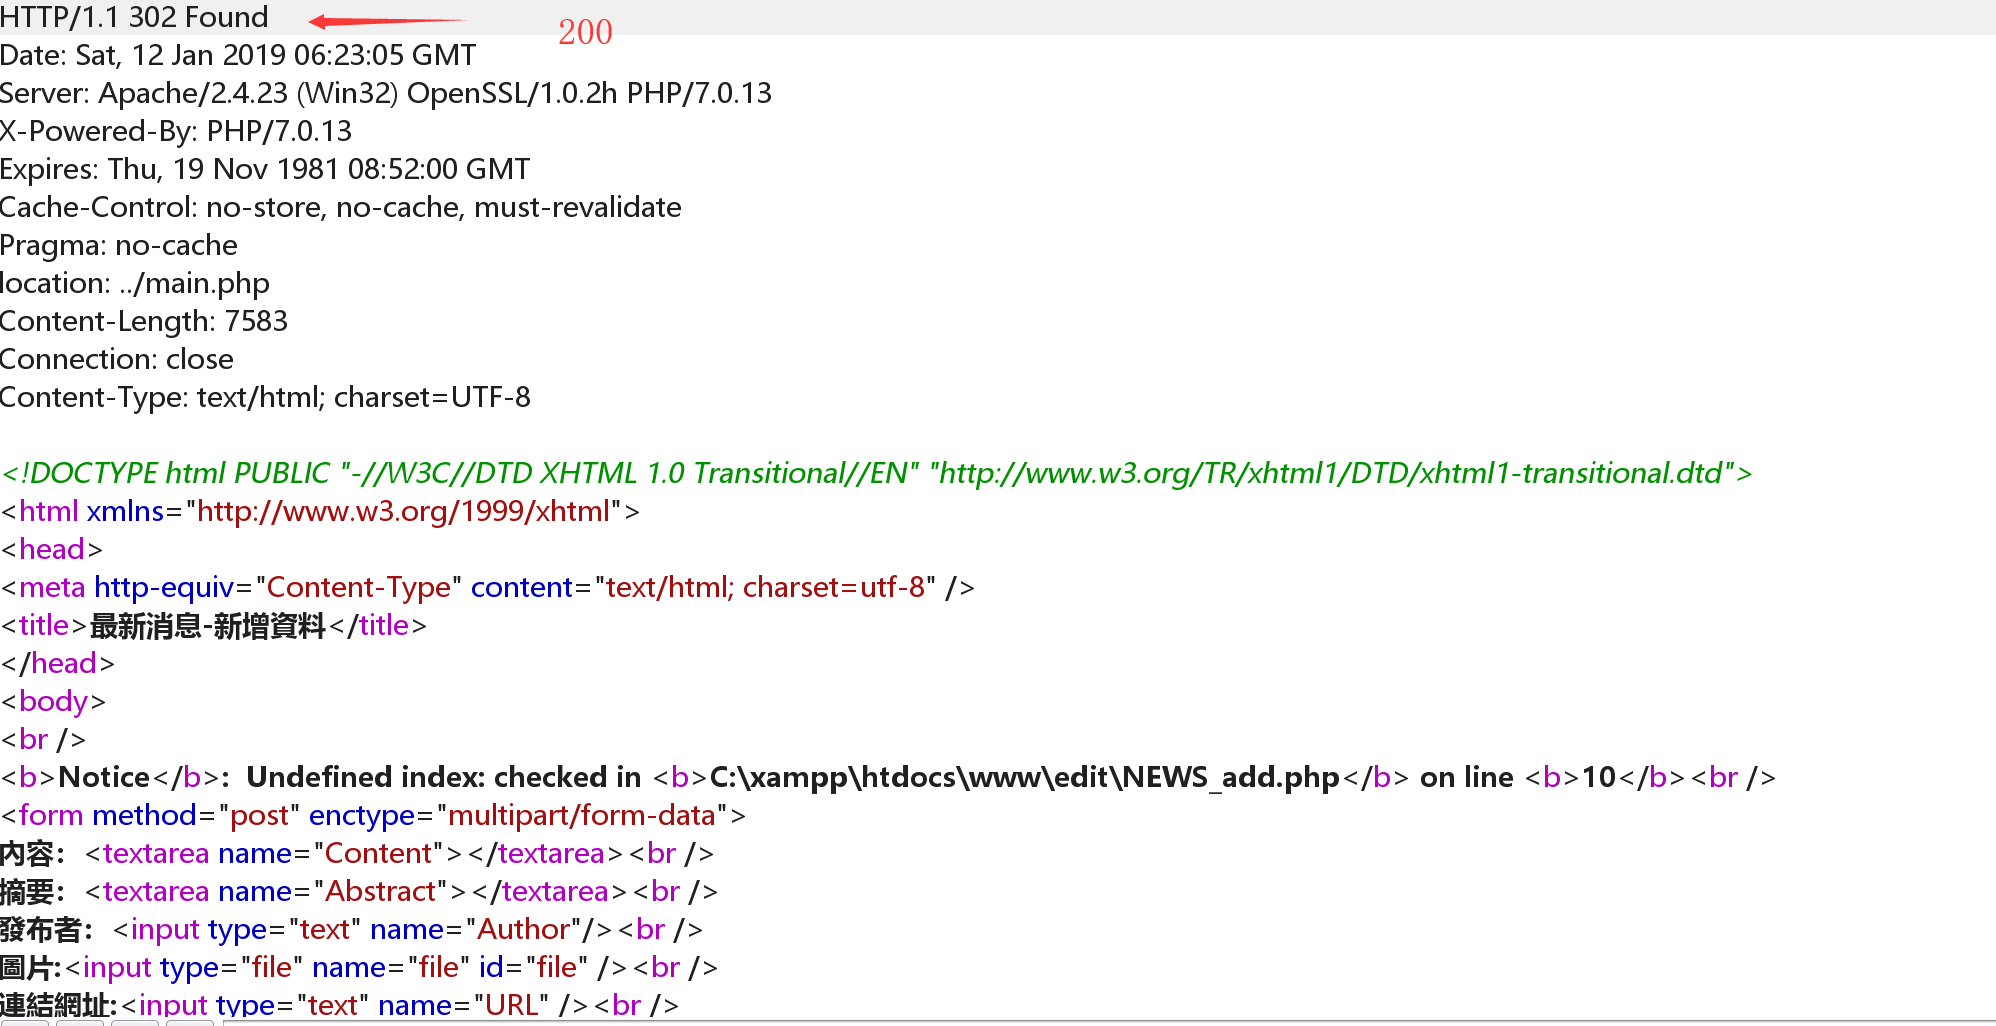 HTTP/1.1 302 Found
200
Date: Sat, 12 Jan 2019 06:23:05 GMT
Server: Apache/2.4.23 (Win32) OpenSSL/1.0.2h PHP/7.0.13
X-Powered-By: PHP/7.0.13
Expires: Thu, 19 Nov 1981 08:52:00 GMT
Cache-Control: no-store, no-cache, must-revalidate
Pragma: no-cache
location: ../main.php
Content-Length: 7583
Connection: close
Content-Type: text/html; charset=UTF-8
<!DOCTYPE html PUBLIC "-//W3C//DTD XHTML 1.0 Transitional//EN" "http://www.w3.org/TR/xhtml1/DTD/xhtml1-transitional.dtd">
<html xmlns="http://www.w3.org/1999/xhtml">
<head>
<meta http-equiv="Content-Type" content="text/html; charset=utf-8" />
<title>最新消息-新增資料</title>
</head>
<body>
<br />
<b>Notice</b>:  Undefined index: checked in <b>C:\xampp\htdocs\www\edit\NEWS_add.php</b> on line <b>10</b><br />
<form method="post" enctype="multipart/form-data">
內容：<textarea name="Content"></textarea><br />
摘要：<textarea name="Abstract"></textarea><br />
發布者：<input type="text" name="Author"/><br />
圖片:<input type="file" name="file" id="file" /><br />
連結網址:<input type="text" name="URL" /><br />